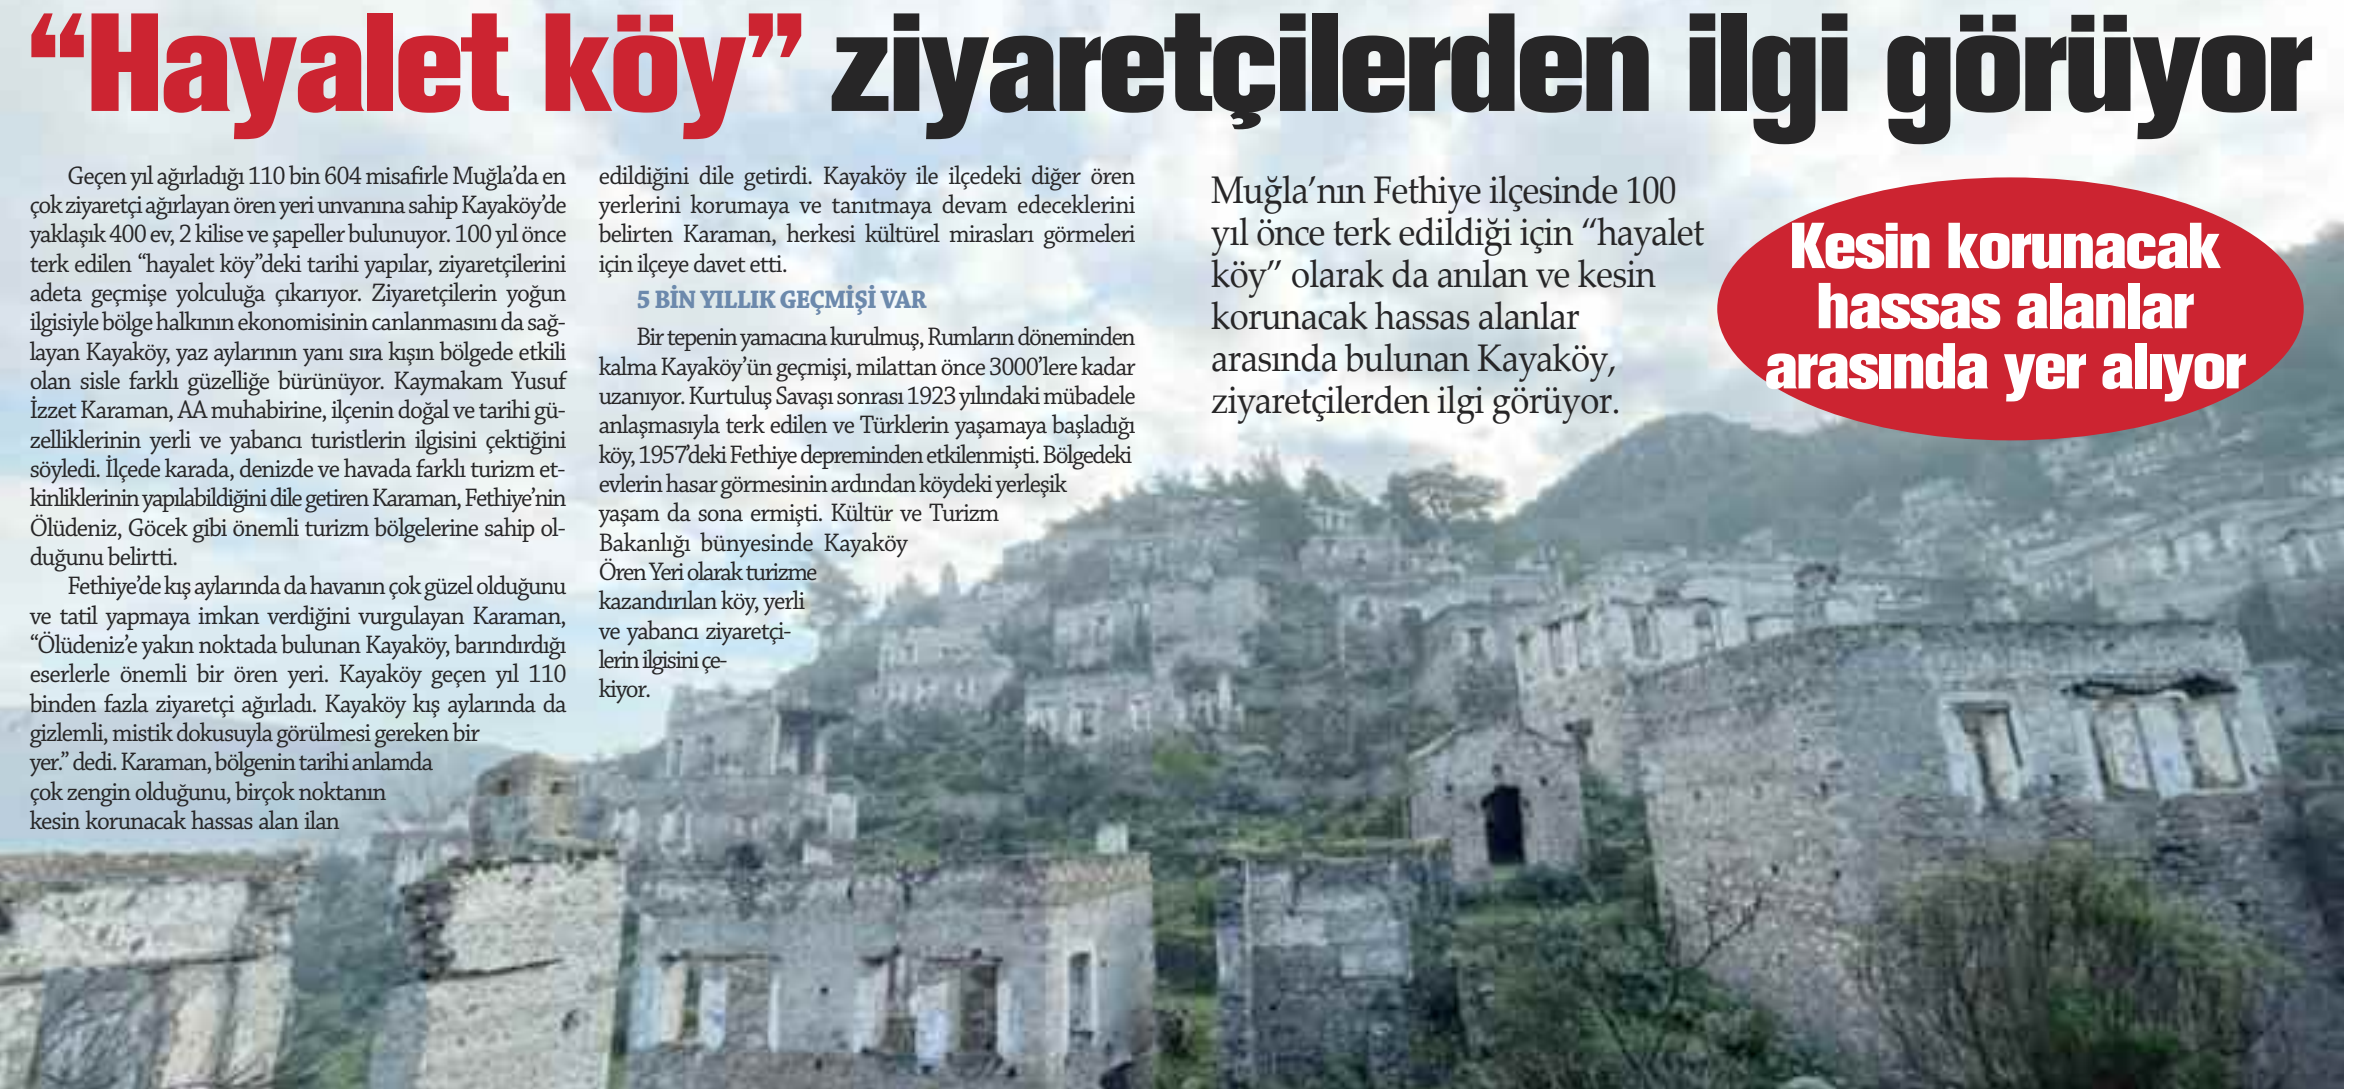 “Hayalet köy” ziyaretçilerden ilgi görüyor
Muğla’nın Fethiye ilçesinde 100
yıl önce terk edildiği için “hayalet
köy” olarak da anılan ve kesin
korunacak hassas alanlar
arasında bulunan Kayaköy,
ziyaretçilerden ilgi görüyor.
Kesin korunacak
hassas alanlar
arasında yer alıyor
Geçen yıl ağırladığı 110 bin 604 misafirle Muğla’da en
çok ziyaretçi ağırlayan ören yeri unvanına sahip Kayaköy’de
yaklaşık 400 ev, 2 kilise ve şapeller bulunuyor. 100 yıl önce
terk edilen “hayalet köy”deki tarihi yapılar, ziyaretçilerini
adeta geçmişe yolculuğa çıkarıyor. Ziyaretçilerin yoğun
ilgisiyle bölge halkının ekonomisinin canlanmasını da sağ-
layan Kayaköy, yaz aylarının yanı sıra kışın bölgede etkili
olan sisle farklı güzelliğe bürünüyor. Kaymakam Yusuf
İzzet Karaman, AA muhabirine, ilçenin doğal ve tarihi gü-
zelliklerinin yerli ve yabancı turistlerin ilgisini çektiğini
söyledi. İlçede karada, denizde ve havada farklı turizm et-
kinliklerinin yapılabildiğini dile getiren Karaman, Fethiye’nin
Ölüdeniz, Göcek gibi önemli turizm bölgelerine sahip ol-
duğunu belirtti.
Fethiye’de kış aylarında da havanın çok güzel olduğunu
ve tatil yapmaya imkan verdiğini vurgulayan Karaman,
“Ölüdeniz’e yakın noktada bulunan Kayaköy, barındırdığı
eserlerle önemli bir ören yeri. Kayaköy geçen yıl 110
binden fazla ziyaretçi ağırladı. Kayaköy kış aylarında da
gizlemli, mistik dokusuyla görülmesi gereken bir
yer.” dedi. Karaman, bölgenin tarihi anlamda
çok zengin olduğunu, birçok noktanın
kesin korunacak hassas alan ilan
edildiğini dile getirdi. Kayaköy ile ilçedeki diğer ören
yerlerini korumaya ve tanıtmaya devam edeceklerini
belirten Karaman, herkesi kültürel mirasları görmeleri
için ilçeye davet etti.
5 BİN YILLIK GEÇMİŞİ VAR
Bir tepenin yamacına kurulmuş, Rumların döneminden
kalma Kayaköy’ün geçmişi, milattan önce 3000’lere kadar
uzanıyor. Kurtuluş Savaşı sonrası 1923 yılındaki mübadele
anlaşmasıyla terk edilen ve Türklerin yaşamaya başladığı
köy, 1957’deki Fethiye depreminden etkilenmişti. Bölgedeki
evlerin hasar görmesinin ardından köydeki yerleşik
yaşam da sona ermişti. Kültür ve Turizm
Bakanlığı bünyesinde Kayaköy
Ören Yeri olarak turizme
kazandırılan köy, yerli
ve yabancı ziyaretçi-
lerin ilgisini çe-
kiyor.